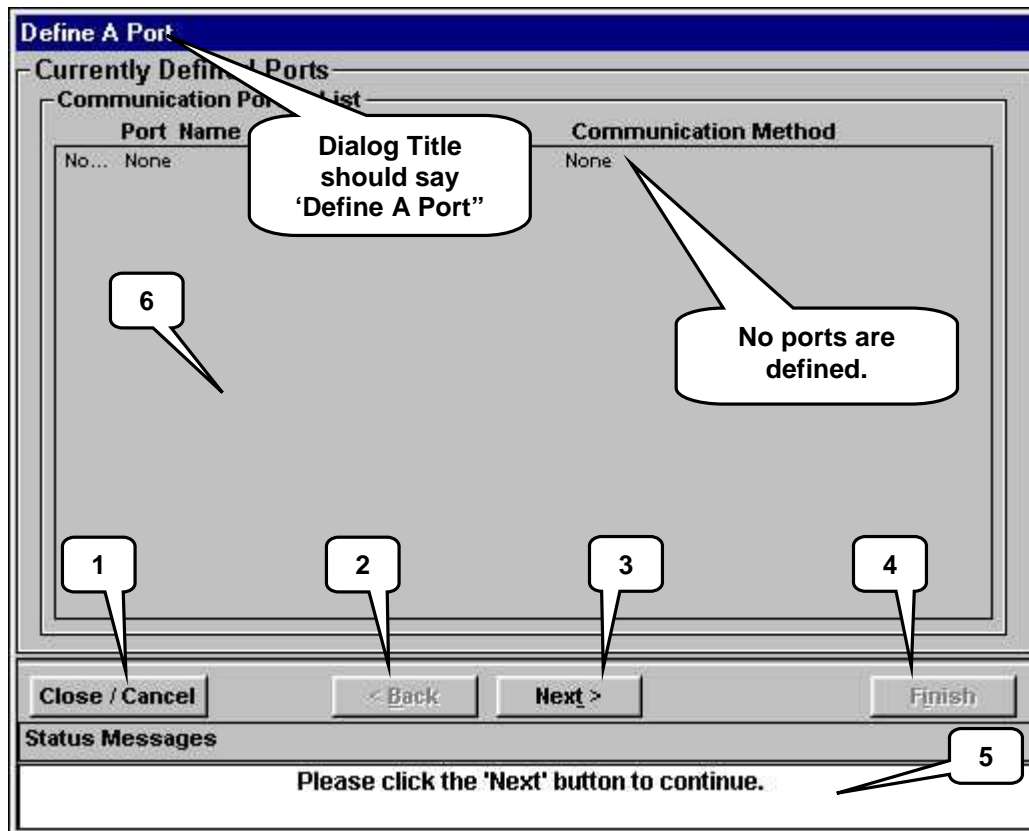 Define A Port
Currently Defin d Ports
Communication Por List
Port Name
Communication Method
No... None
None
Dialog Title
should say
‘Define A Port”
6
No ports are
defined.
1
2
3
4
Close / Cancel
< Back
Next >
Finish
Status Messages
5
Please click the 'Next' button to continue.